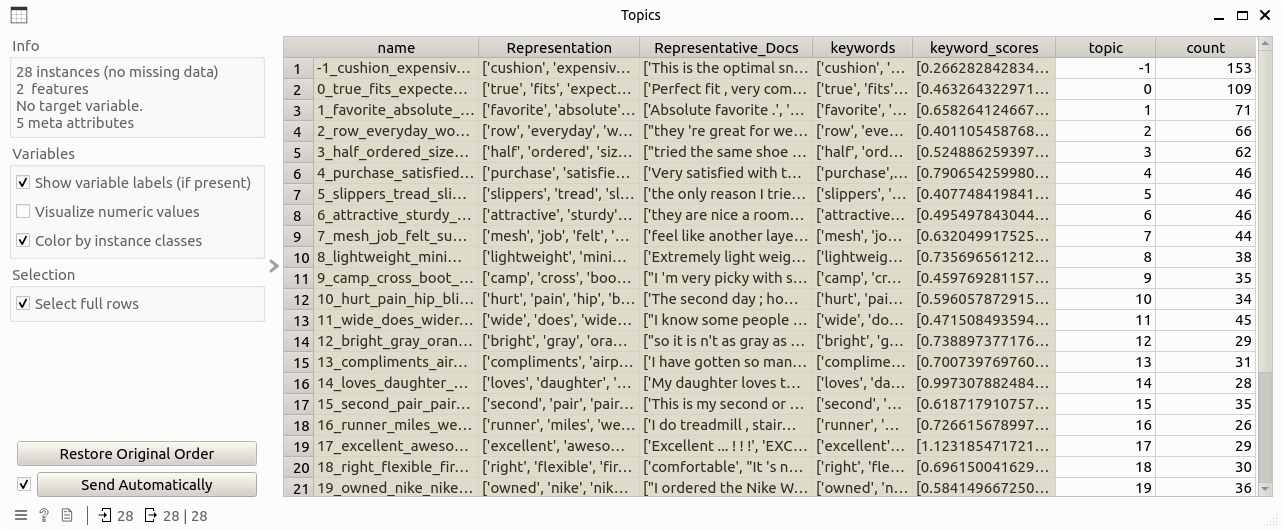 Topics
Info
28 instances (no missing data)
2 features
No target variable.
5 meta attributes
Variables
Show variable labels (if present)
Visualize numeric values
Color by instance classes
Selection
Select full rows
Restore Original Order
Send Automatically
28 28 | 28
name Representation Representative_Docs keywords keyword_scores topic count
1 -1_cushion_expensiv... ['cushion', 'expensiv... ['This is the optimal sn... ['cushion', '... [0.266282842834... -1 153
2 0_true_fits_expecte... ['true', 'fits', expect... ['Perfect fit , very com... ['true', 'fits'... [0.463264322971... 0 109
3 1_favorite_absolute_... ['favorite', 'absolute'... ['Absolute favorite .', '... ['favorite', '... [0.658264124667... 1 71
4 2_row_everyday_wo... ['row', 'everyday', 'w... ["they 're great for we... ['row', 'eve... [0.401105458768... 2 66
5 3_half_ordered_size... ['half', 'ordered', 'siz... ["tried the same shoe ... ['half', 'ord... [0.524886259397... 3 62
6 4_purchase_satisfied... ['purchase', 'satisfie... ['Very satisfied with t... ['purchase',... [0.790654259980... 4 46
7 5_slippers_tread_sli... ['slippers', 'tread', 'sl... ['the only reason I trie... ['slippers', '... [0.407748419841... 5 46
8 6_attractive_sturdy_... ['attractive', 'sturdy'... ['they are nice a room... ['attractive... [0.495497843044... 6 46
9 7_mesh_job_felt_su... ['mesh', 'job', 'felt', '... ['feel like another laye... ['mesh', 'jo... [0.632049917525... 7 44
10 8_lightweight_mini... ['lightweight', 'mini... ['Extremely light weig... ['lightweig... [0.735696561212... 8 38
11 9_camp_cross_boot_... ['camp', 'cross', 'boo... ["I 'm very picky with s... ['camp', 'cr... [0.459769281157... 9 35
12 10_hurt_pain_hip_bli... ['hurt', 'pain', 'hip', 'b... ['The second day ; ho... ['hurt', 'pai... [0.596057872915... 10 34
13 11_wide_does_wider... ['wide', 'does', 'wide... ["I know some people ... ['wide', 'do... [0.471508493594... 11 45
14 12_bright_gray_oran... ['bright', 'gray', 'ora... ["so it is n't as gray as ... ['bright', 'g... [0.738897377176... 12 29
15 13_compliments_air... ['compliments', 'airp... ['I have gotten so man... ['complime... [0.700739769760... 13 31
16 14_loves_daughter_... ['loves', 'daughter', '... ['My daughter loves t... ['loves', 'da... [0.997307882484... 14 28
17 15_second_pair_pair... ['second', 'pair', 'pair... ['This is my second or ... ['second', '... [0.618717910757... 15 35
18 16_runner_miles_we... ['runner', 'miles', 'we... ['I do treadmill , stair... ['runner', '... [0.726615678997... 16 26
19 17_excellent_aweso... ['excellent', 'aweso... ['Excellent ... ! ! !', 'EXC... ['excellent'... [1.123185471721... 17 29
20 18_right_flexible_fir... ['right', 'flexible', 'fir... ['comfortable', "It 's n... ['right', 'fle... [0.696150041629... 18 30
21 19_owned_nike_nike... ['owned', 'nike', 'nik... ["I ordered the Nike W... ['owned', 'n... [0.584149667250... 19 36